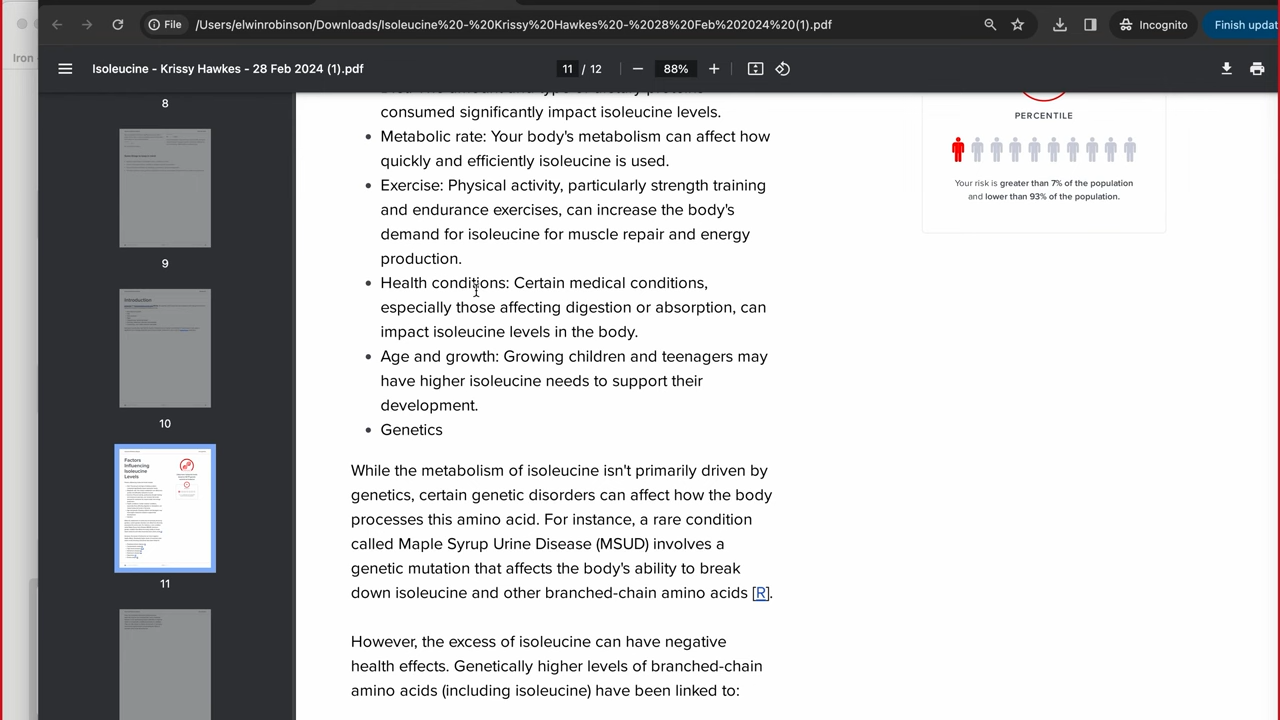 File
/Users/elwinrobinson/Downloads/Isoleucine%20-%20Krissy%20Hawkes%20-%2028%20Feb%202024%20(1).pdf
Incognito
Finish updat
Iron
Isoleucine - Krissy Hawkes - 28 Feb 2024 (1).pdf
11 / 12
88%
8
9
Introduction
10
Factors
Influencing
Isoleucine
Levels
11
consumed significantly impact isoleucine levels.
• Metabolic rate: Your body's metabolism can affect how
quickly and efficiently isoleucine is used.
• Exercise: Physical activity, particularly strength training
and endurance exercises, can increase the body's
demand for isoleucine for muscle repair and energy
production.
• Health conditions: Certain medical conditions,
especially those affecting digestion or absorption, can
impact isoleucine levels in the body.
• Age and growth: Growing children and teenagers may
have higher isoleucine needs to support their
development.
• Genetics
While the metabolism of isoleucine isn't primarily driven by
genetics, certain genetic disorders can affect how the body
processes this amino acid. For instance, a rare condition
called Maple Syrup Urine Disease (MSUD) involves a
genetic mutation that affects the body's ability to break
down isoleucine and other branched-chain amino acids [R].
However, the excess of isoleucine can have negative
health effects. Genetically higher levels of branched-chain
amino acids (including isoleucine) have been linked to:
PERCENTILE
Your risk is greater than 7% of the population
and lower than 93% of the population.